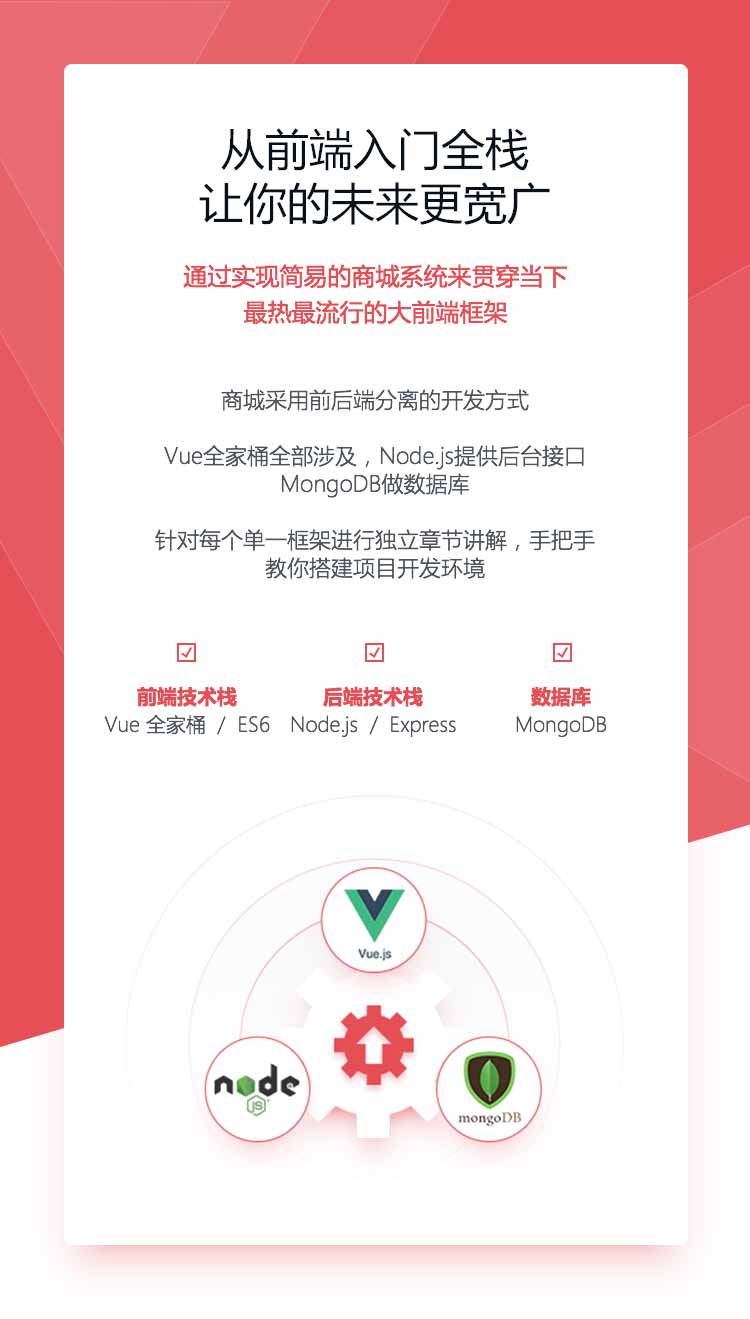 从前端入门全栈
让你的未来更宽广
通过实现简易的商城系统来贯穿当下
最热最流行的大前端框架
商城采用前后端分离的开发方式
Vue全家桶全部涉及，Node.js提供后台接口
MongoDB做数据库
针对每个单一框架进行独立章节讲解，手把手
教你搭建项目开发环境
前端技术栈
Vue 全家桶 / ES6
后端技术栈
Node.js / Express
数据库
MongoDB
Vue.js
node
JS
mongoDB